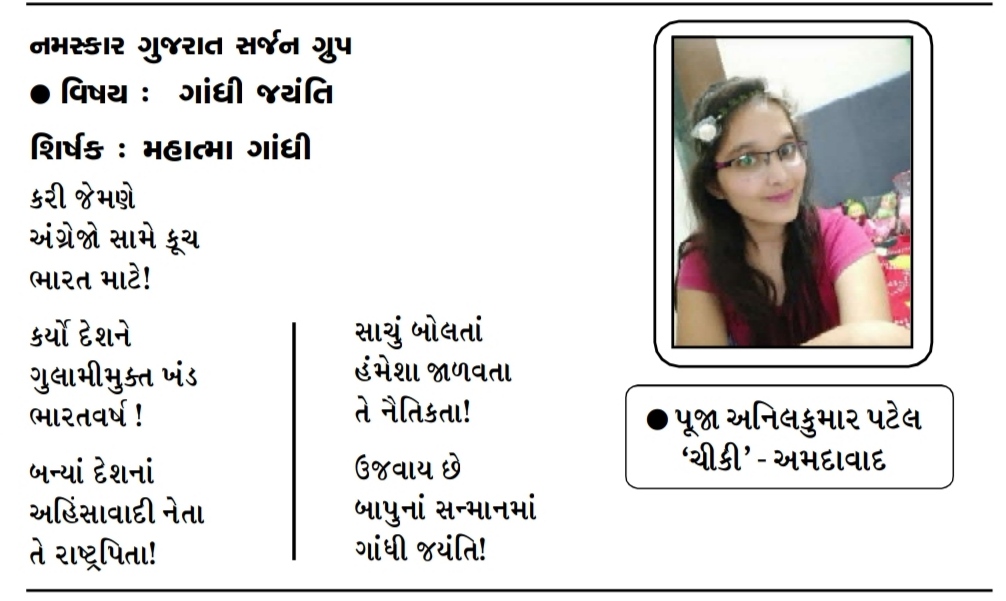 નમસ્કાર ગુજરાત સર્જન ગ્રુપ
● વિષય : ગાંધી જયંતિ
શિર્ષક : મહાત્મા ગાંધી
કરી જેમણે
અંગ્રેજો સામે કૂચ
ભારત માટે!
કર્યો દેશને
ગુલામીમુક્ત ખંડ
ભારતવર્ષ !
બન્યાં દેશનાં
અહિંસાવાદી નેતા
તે રાષ્ટ્રપિતા!
સાચું બોલતાં
હંમેશા જાળવતા
તે નૈતિકતા!
ઉજવાય છે
બાપુનાં સન્માનમાં
ગાંધી જયંતિ!
● પૂજા અનિલકુમાર પટેલ
‘ચીકી’ - અમદાવાદ